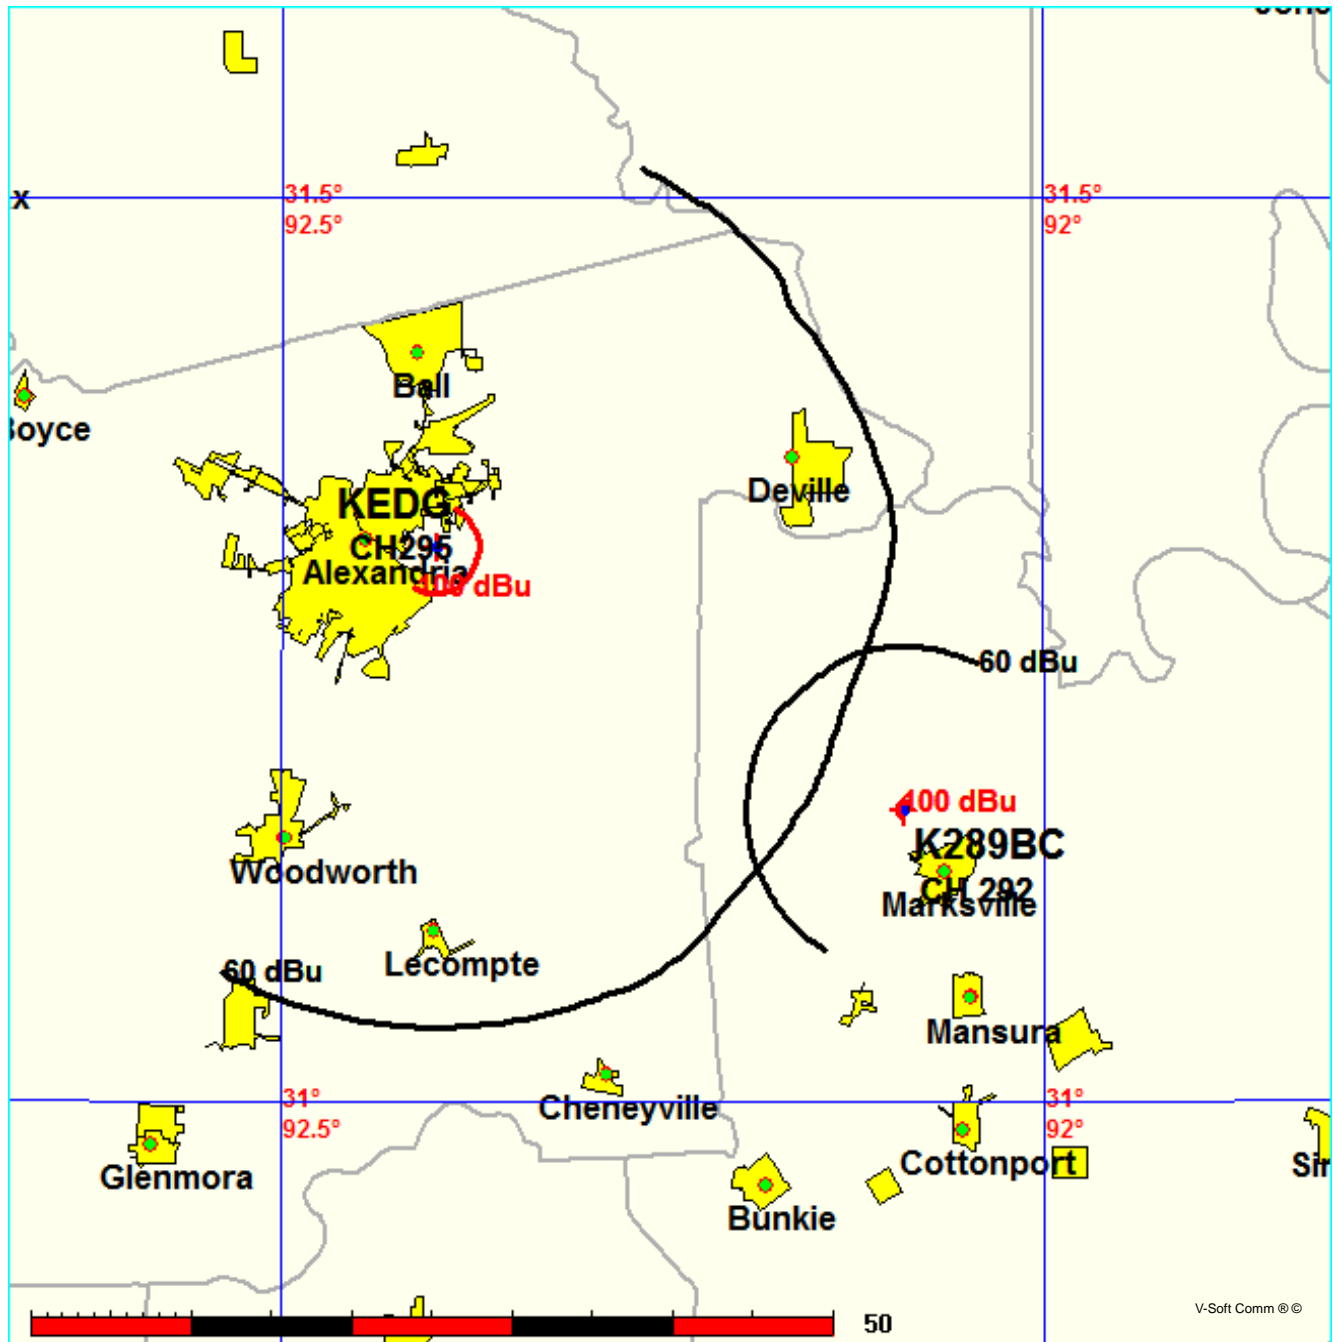 x
31.5°
92.5°
31.5°
92°
Ball
Boyce
KEDG
CH295
Alexandria
100 dBu
Deville
60 dBu
100 dBu
K289BC
CH 292
Marksville
Woodworth
Lecompte
60 dBu
Mansura
31°
92.5°
Cheneyville
31°
92°
Cottonport
Glenmora
Bunkie
V-Soft Comm ® ©
50